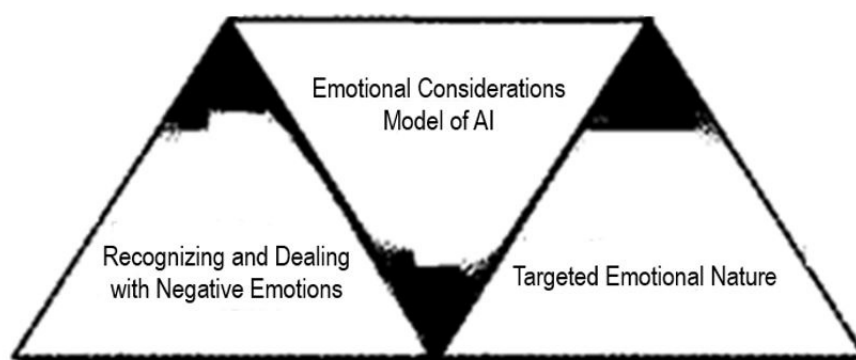 Emotional Considerations
Model of AI
Recognizing and Dealing
with Negative Emotions
Targeted Emotional Nature